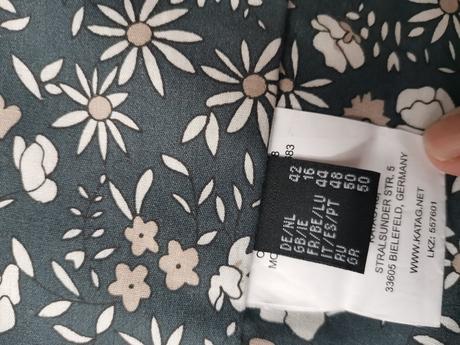 DE/NL 42
GB/IE 16
FR/BE/LU 44
IT/ES/PT 48
RU 50
GR 50
STRALSUNDER STR. 5
33605 BIELEFELD, GERMANY
WWW.KATAG.NET
LKZ: 557601